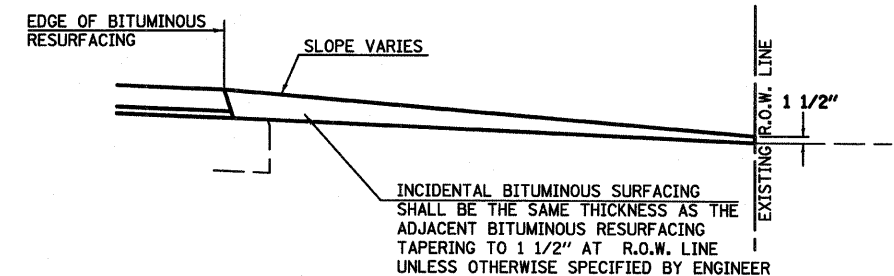 EDGE OF BITUMINOUS
RESURFACING
SLOPE VARIES
EXISTING R.O.W. LINE
1 1/2"
INCIDENTAL BITUMINOUS SURFACING
SHALL BE THE SAME THICKNESS AS THE
ADJACENT BITUMINOUS RESURFACING
TAPERING TO 1 1/2" AT R.O.W. LINE
UNLESS OTHERWISE SPECIFIED BY ENGINEER